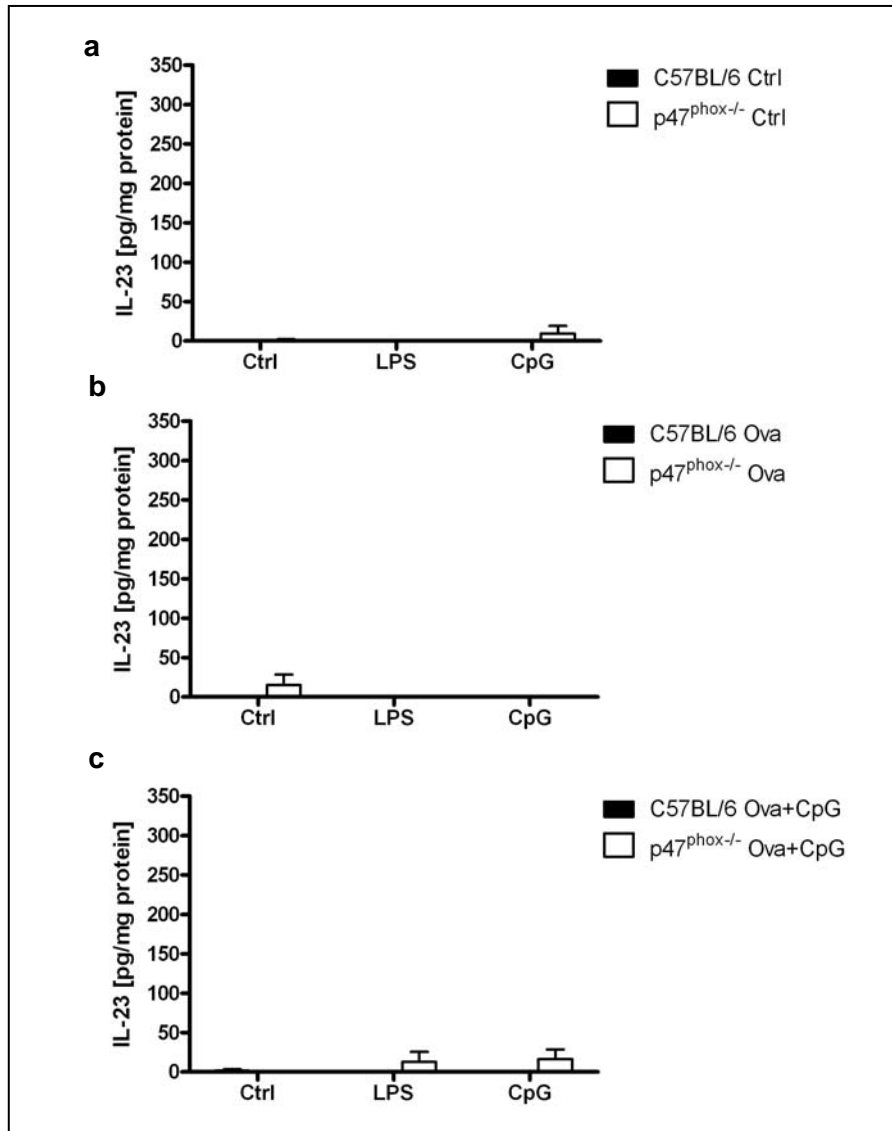 a
350
300
250
200
150
100
50
0
IL-23 [pg/mg protein]
Ctrl LPS CpG
C57BL/6 Ctrl
p47phox-/- Ctrl
b
350
300
250
200
150
100
50
0
IL-23 [pg/mg protein]
Ctrl LPS CpG
C57BL/6 Ova
p47phox-/- Ova
c
350
300
250
200
150
100
50
0
IL-23 [pg/mg protein]
Ctrl LPS CpG
C57BL/6 Ova+CpG
p47phox-/- Ova+CpG